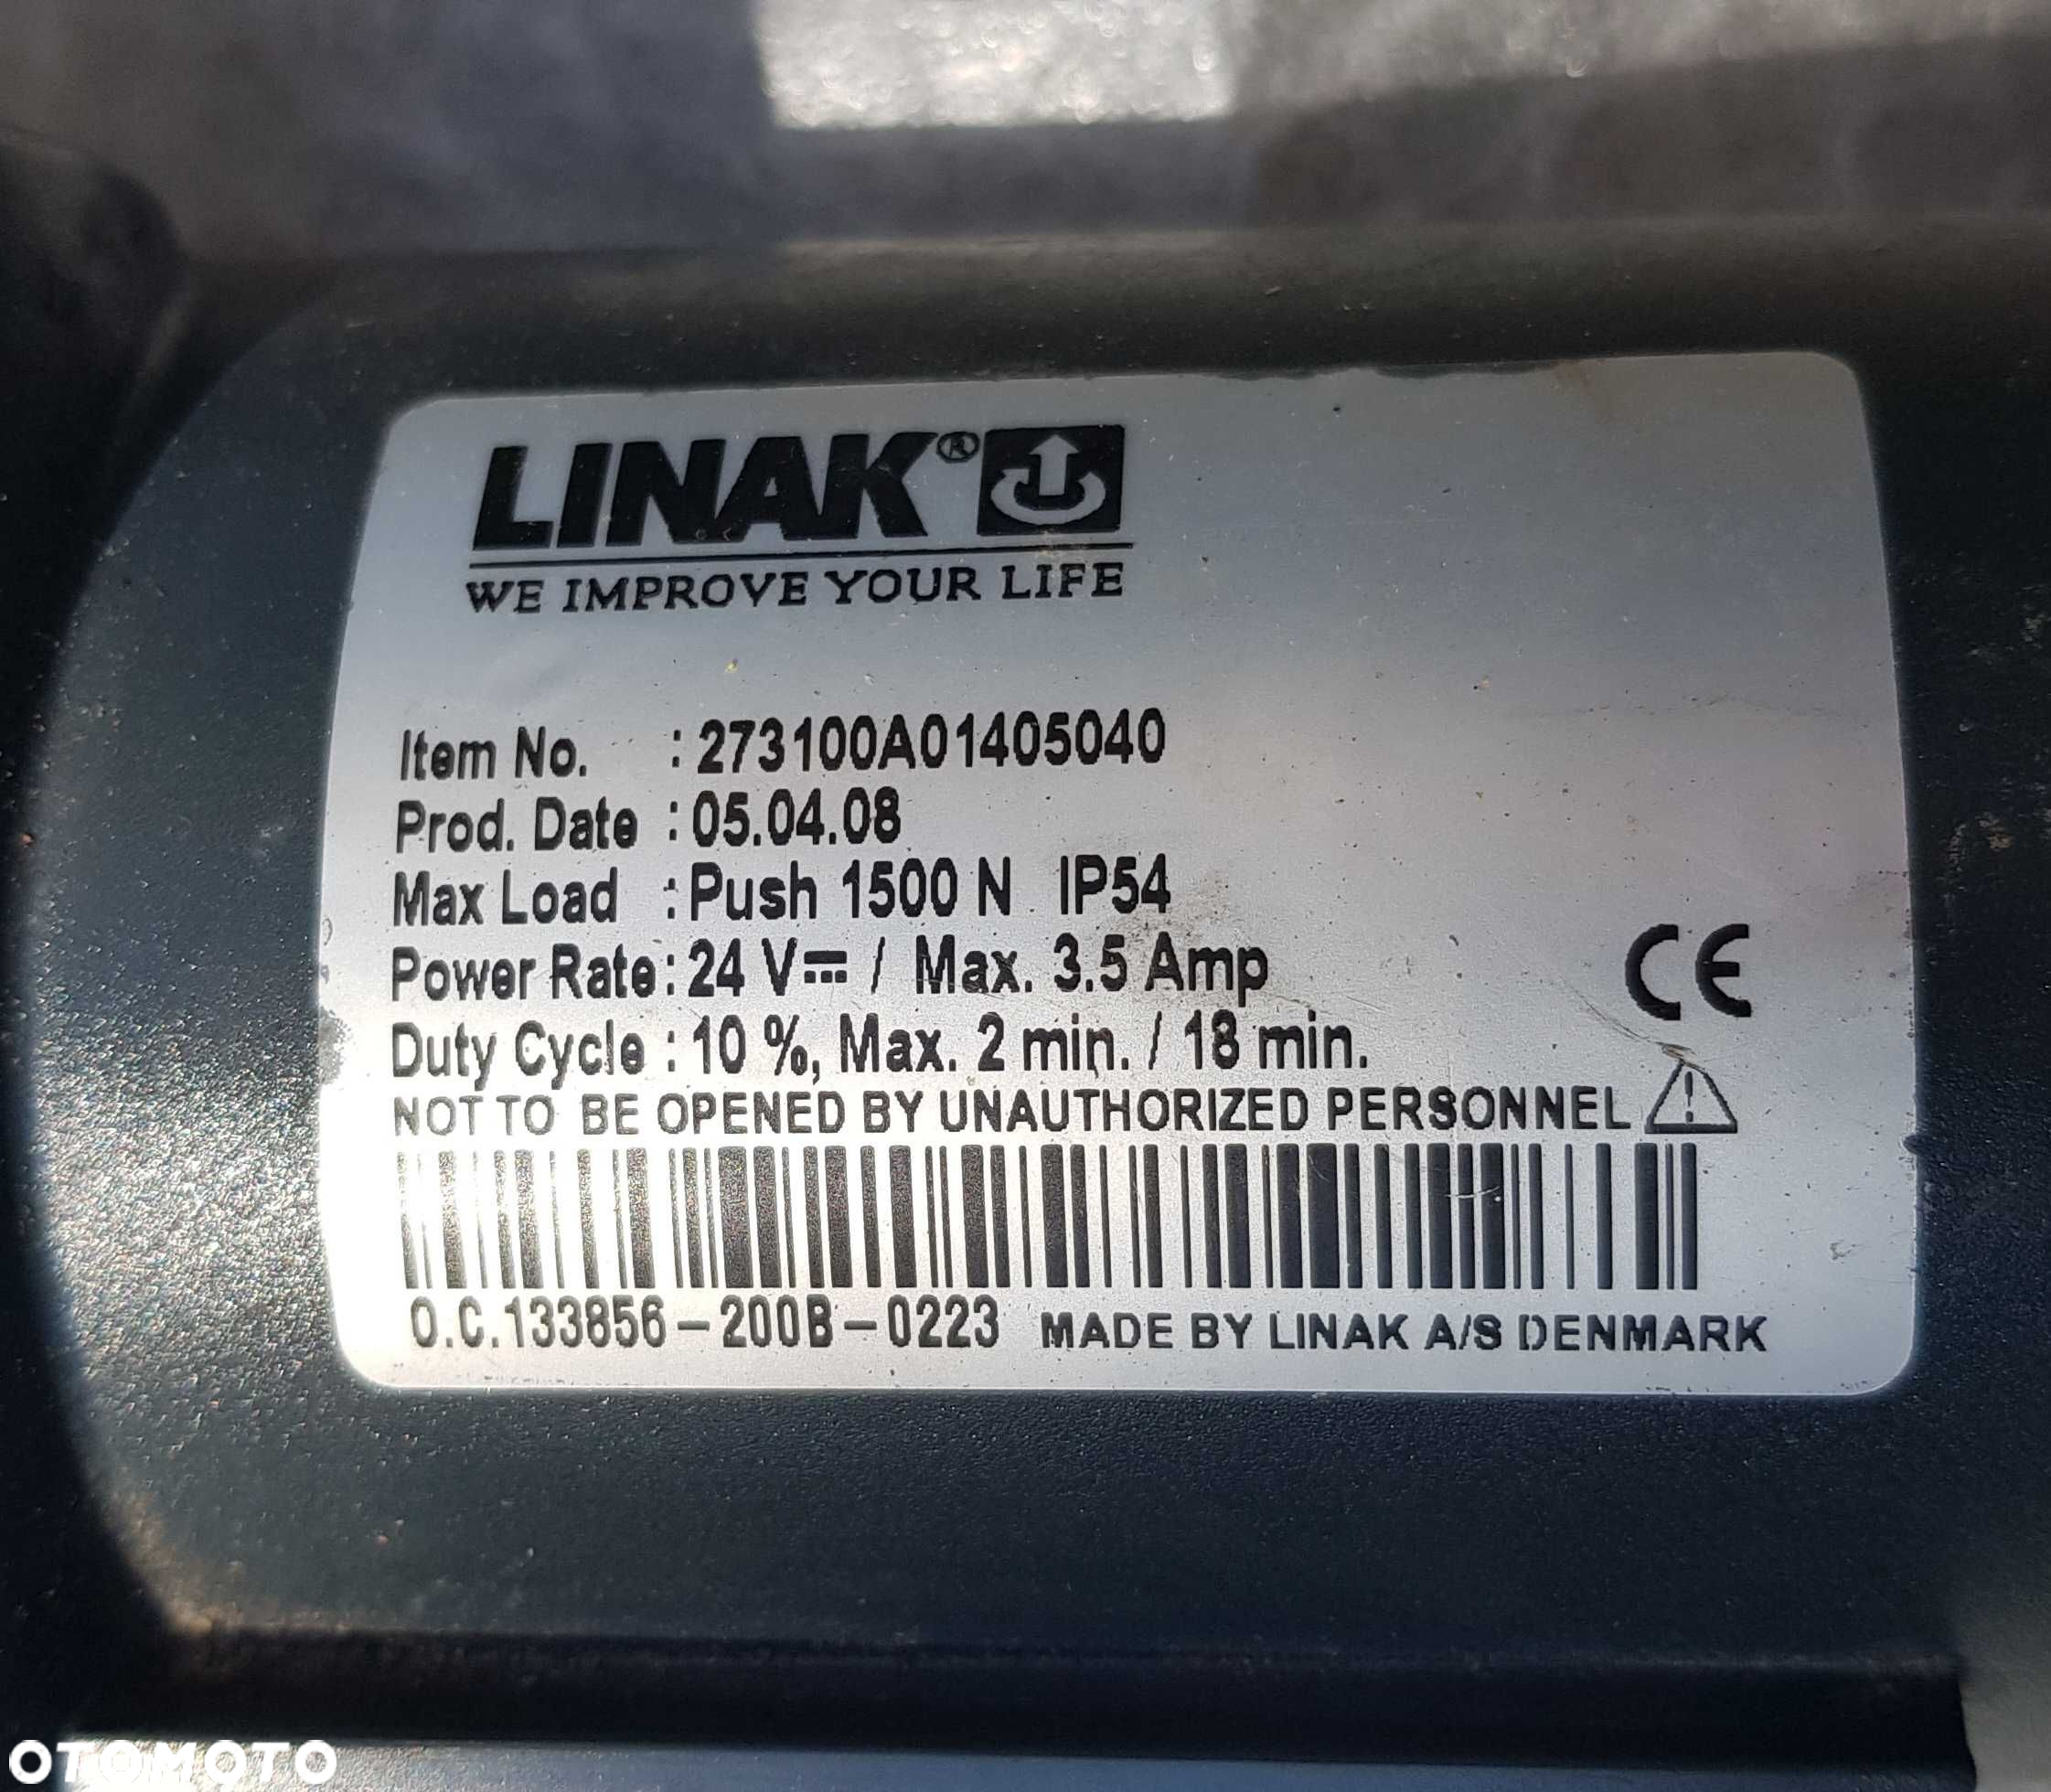 LINAK®
WE IMPROVE YOUR LIFE
Item No. : 273100A01405040
Prod. Date : 05.04.08
Max Load : Push 1500 N IP54
Power Rate : 24 V⎓ / Max. 3.5 Amp
Duty Cycle : 10 %, Max. 2 min. / 18 min.
CE
NOT TO BE OPENED BY UNAUTHORIZED PERSONNEL
O.C.133856-200B-0223 MADE BY LINAK A/S DENMARK
OTOMOTO